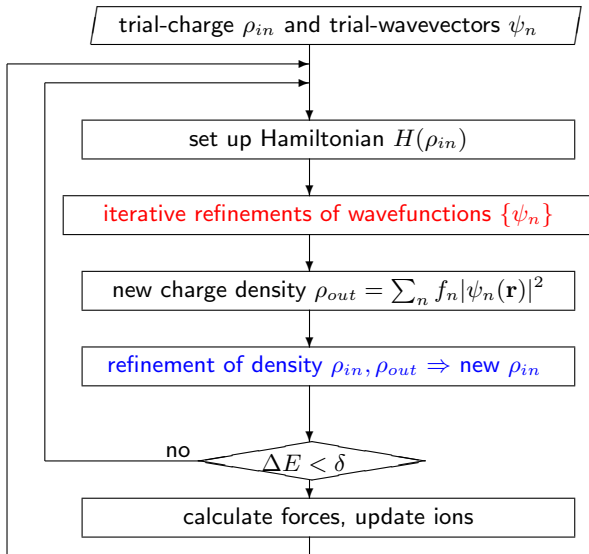 trial-charge ρ_in and trial-wavevectors ψ_n
set up Hamiltonian H(ρ_in)
iterative refinements of wavefunctions {ψ_n}
new charge density ρ_out = ∑_n f_n|ψ_n(𝐫)|²
refinement of density ρ_in, ρ_out ⇒ new ρ_in
no
ΔE < δ
calculate forces, update ions